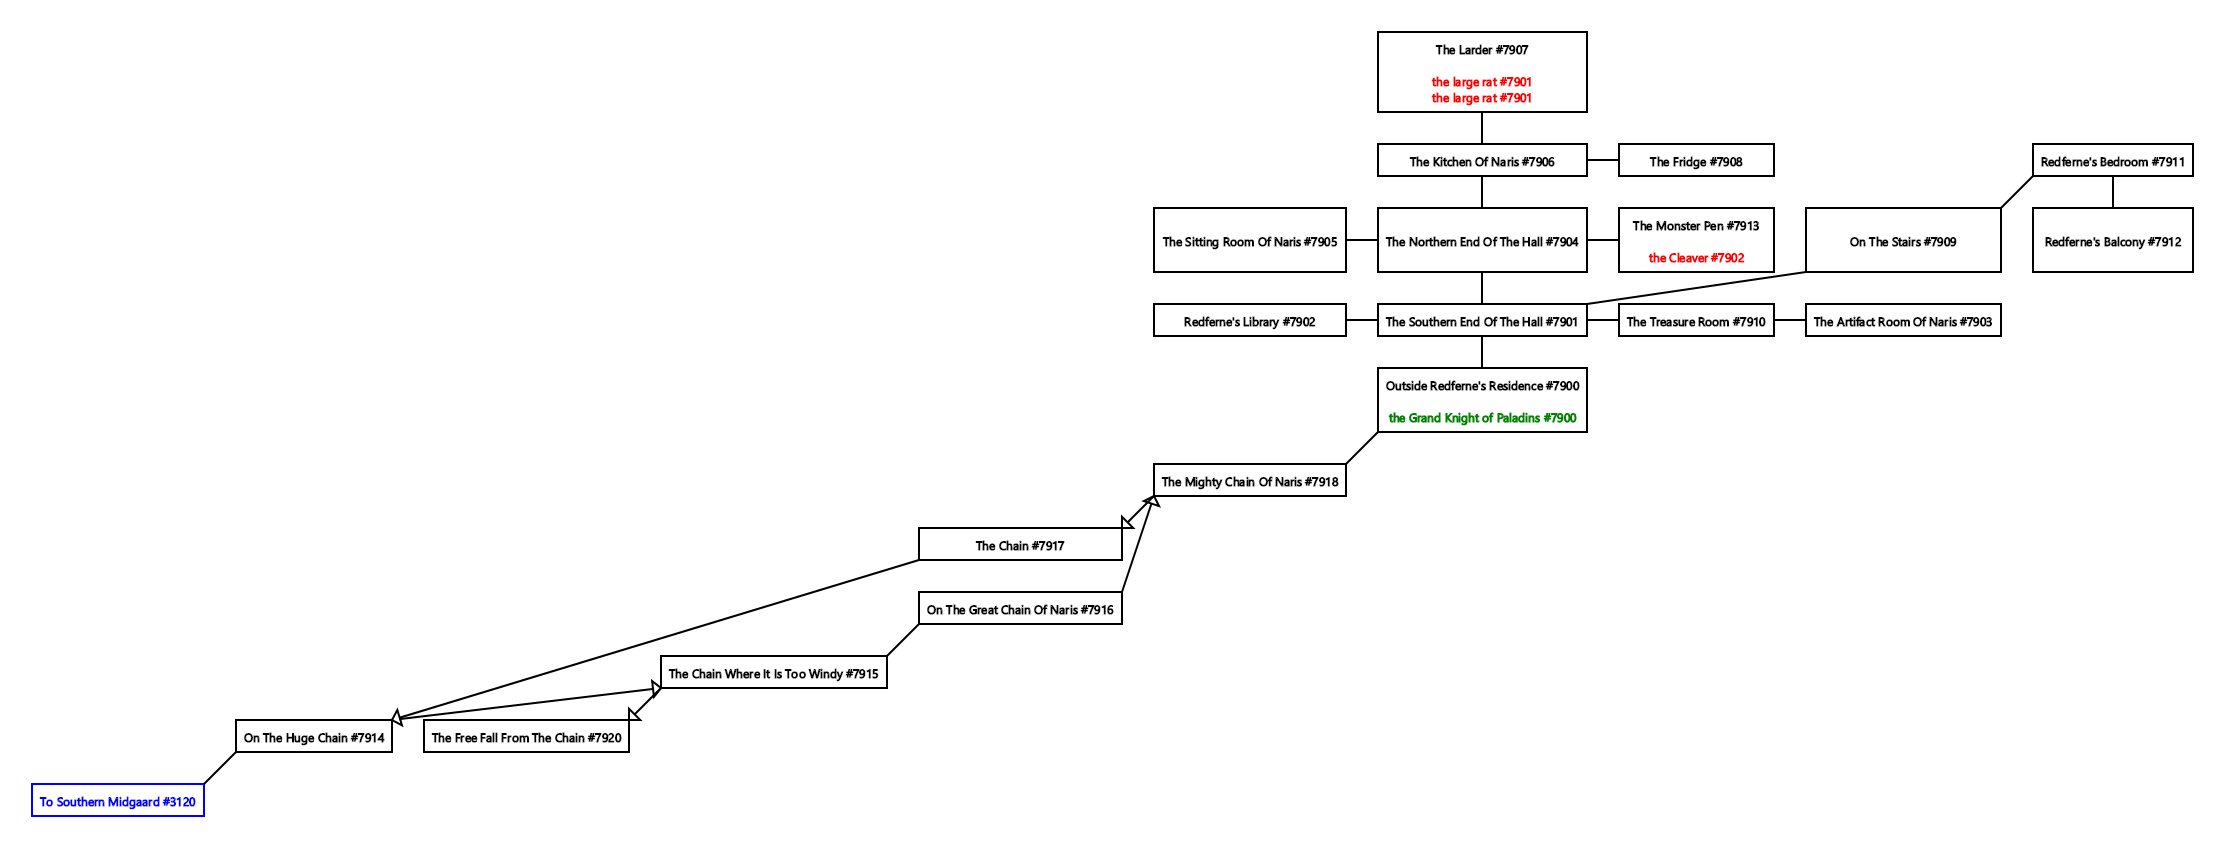 The Larder #7907
the large rat #7901
the large rat #7901
The Kitchen Of Naris #7906
The Fridge #7908
Redferne's Bedroom #7911
The Sitting Room Of Naris #7905
The Northern End Of The Hall #7904
The Monster Pen #7913
the Cleaver #7902
On The Stairs #7909
Redferne's Balcony #7912
Redferne's Library #7902
The Southern End Of The Hall #7901
The Treasure Room #7910
The Artifact Room Of Naris #7903
Outside Redferne's Residence #7900
the Grand Knight of Paladins #7900
The Mighty Chain Of Naris #7918
The Chain #7917
On The Great Chain Of Naris #7916
The Chain Where It Is Too Windy #7915
On The Huge Chain #7914
The Free Fall From The Chain #7920
To Southern Midgaard #3120